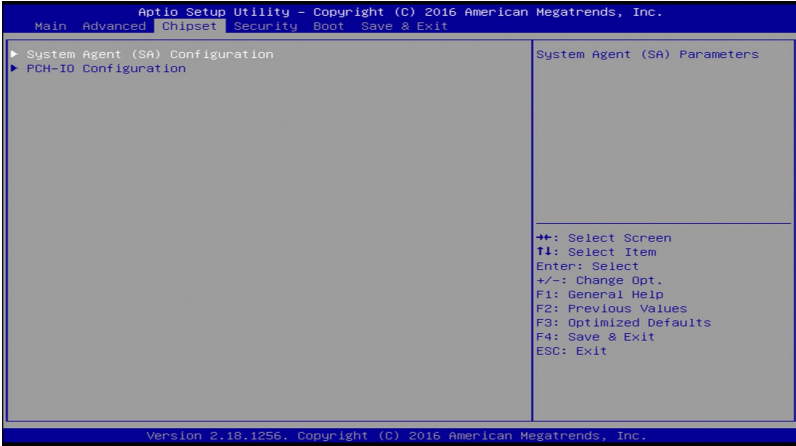 Aptio Setup Utility – Copyright (C) 2016 American Megatrends, Inc.
Main Advanced Chipset Security Boot Save & Exit
▶ System Agent (SA) Configuration
▶ PCH-IO Configuration
System Agent (SA) Parameters
→←: Select Screen
↑↓: Select Item
Enter: Select
+/-: Change Opt.
F1: General Help
F2: Previous Values
F3: Optimized Defaults
F4: Save & Exit
ESC: Exit
Version 2.18.1256. Copyright (C) 2016 American Megatrends, Inc.